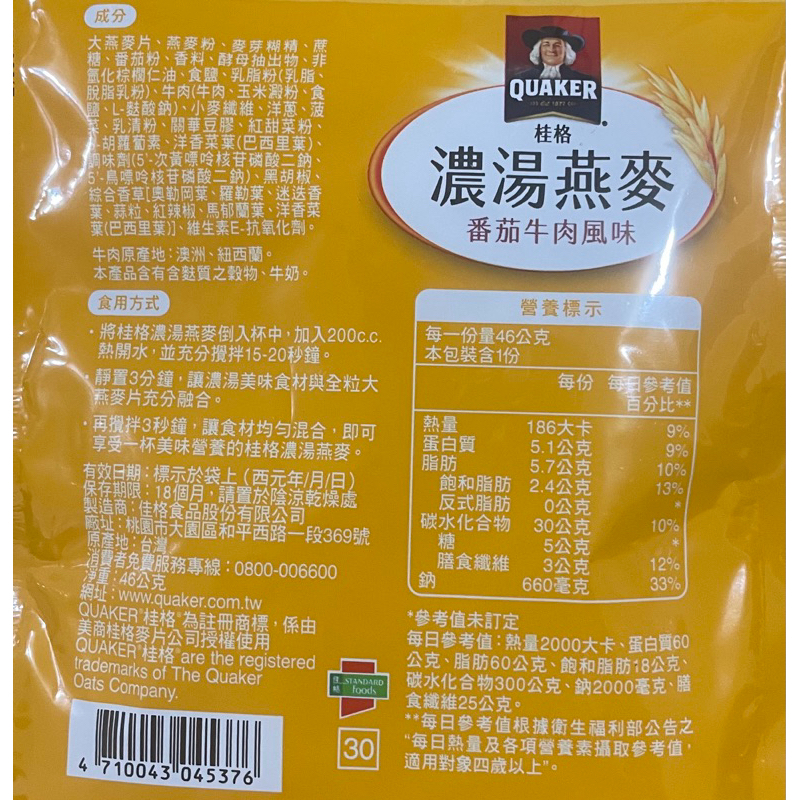 成分
大燕麥片、燕麥粉、麥芽糊精、蔗
糖、番茄粉、香料、酵母抽出物、非
氫化棕櫚仁油、食鹽、乳脂粉(乳脂、
脫脂乳粉)、牛肉(牛肉、玉米澱粉、食
鹽、L-麩酸鈉)、小麥纖維、洋蔥、菠
菜、乳清粉、關華豆膠、紅甜菜粉、
-胡蘿蔔素、洋香菜葉(巴西里葉)、
調味劑(5'-次黃嘌呤核苷磷酸二鈉、
5'-鳥嘌呤核苷磷酸二鈉)、黑胡椒、
綜合香草[奧勒岡葉、羅勒葉、迷迭香
葉、蒜粒、紅辣椒、馬郁蘭葉、洋香菜
葉(巴西里葉)]、維生素E-抗氧化劑。
牛肉原產地:澳洲、紐西蘭。
本產品含有含麩質之穀物、牛奶。
食用方式
・將桂格濃湯燕麥倒入杯中,加入200c.c.
熱開水,並充分攪拌15-20秒鐘。
・靜置3分鐘,讓濃湯美味食材與全粒大
燕麥片充分融合。
・再攪拌3秒鐘,讓食材均勻混合,即可
享受一杯美味營養的桂格濃湯燕麥。
有效日期:標示於袋上(西元年/月/日)
保存期限:18個月,請置於陰涼乾燥處
製造商:佳格食品股份有限公司
廠址:桃園市大園區和平西路一段369號
原產地:台灣
消費者免費服務專線:0800-006600
淨重:46公克
網址:www.quaker.com.tw
QUAKER®桂格®為註冊商標,係由
美商桂格麥片公司授權使用
QUAKER®桂格®are the registered
trademarks of The Quaker
Oats Company.
4 710043 045376
佳格 STANDARD foods
30
QUAKER
桂格
濃湯燕麥
番茄牛肉風味
營養標示
每一份量46公克
本包裝含1份
每份 每日參考值
百分比**
熱量 186大卡 9%
蛋白質 5.1公克 9%
脂肪 5.7公克 10%
飽和脂肪 2.4公克 13%
反式脂肪 0公克 *
碳水化合物 30公克 10%
糖 5公克 *
膳食纖維 3公克 12%
鈉 660毫克 33%
*參考值未訂定
每日參考值:熱量2000大卡、蛋白質60
公克、脂肪60公克、飽和脂肪18公克、
碳水化合物300公克、鈉2000毫克、膳
食纖維25公克。
**每日參考值根據衛生福利部公告之
"每日熱量及各項營養素攝取參考值,
適用對象四歲以上"。